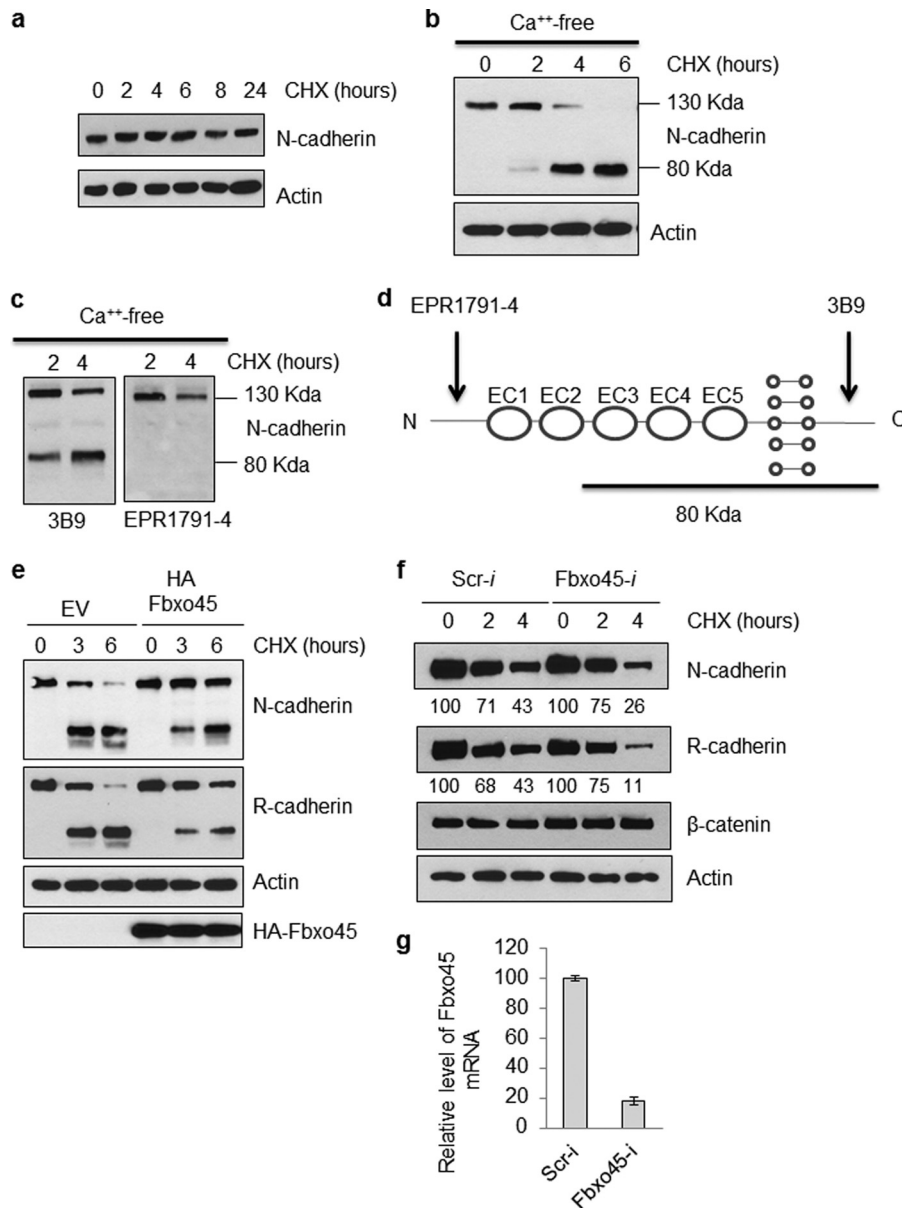 a
0 2 4 6 8 24 CHX (hours)
N-cadherin
Actin
b
Ca⁺⁺-free
0 2 4 6 CHX (hours)
130 Kda
N-cadherin
80 Kda
Actin
c
Ca⁺⁺-free
2 4 2 4 CHX (hours)
130 Kda
N-cadherin
80 Kda
3B9 EPR1791-4
d
EPR1791-4 3B9
EC1 EC2 EC3 EC4 EC5
N C
80 Kda
e
EV HA Fbxo45
0 3 6 0 3 6 CHX (hours)
N-cadherin
R-cadherin
Actin
HA-Fbxo45
f
Scr-i Fbxo45-i
0 2 4 0 2 4 CHX (hours)
N-cadherin
100 71 43 100 75 26
R-cadherin
100 68 43 100 75 11
β-catenin
Actin
g
Relative level of Fbxo45
mRNA
120
100
80
60
40
20
0
Scr-i
Fbxo45-i